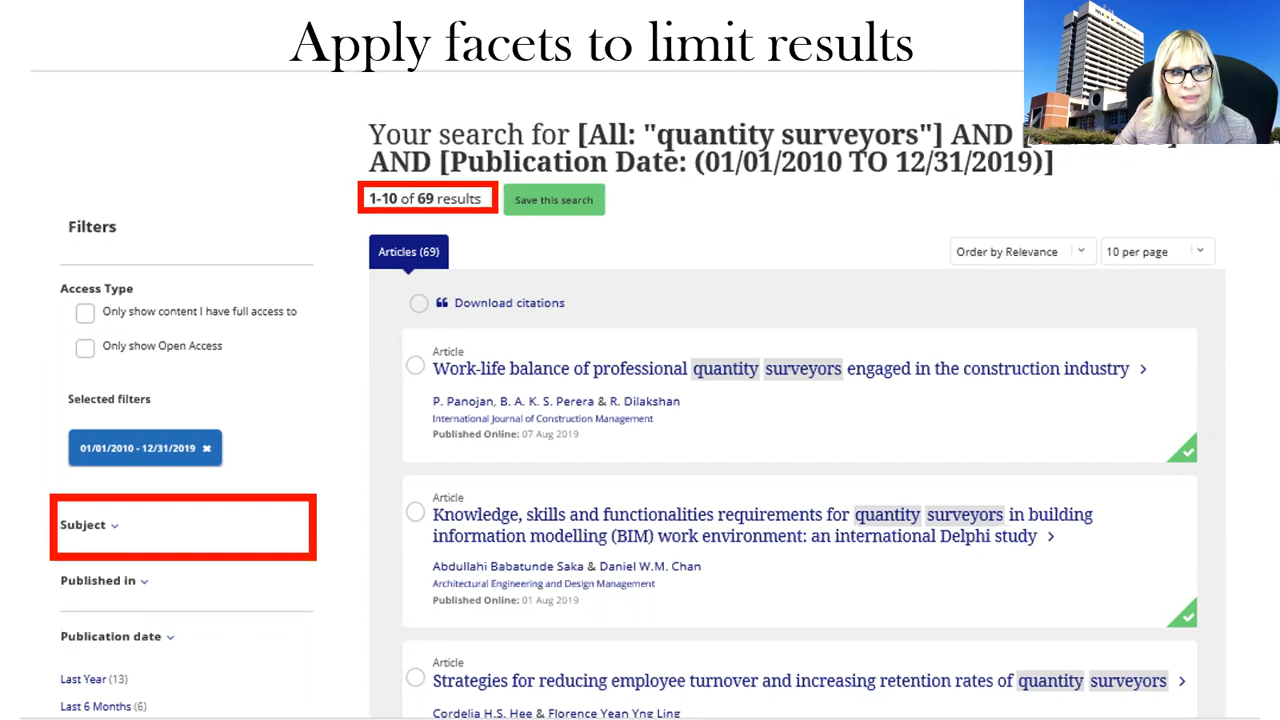 Apply facets to limit results
Your search for [All: "quantity surveyors"] AND [
AND [Publication Date: (01/01/2010 TO 12/31/2019)]
1-10 of 69 results
Save this search
Filters
Articles (69)
Order by Relevance
10 per page
Access Type
Only show content I have full access to
Only show Open Access
Selected filters
01/01/2010 - 12/31/2019 ✖
Subject
Published in
Publication date
Last Year (13)
Last 6 Months (6)
Download citations
Article
Work-life balance of professional quantity surveyors engaged in the construction industry >
P. Panojan, B. A. K. S. Perera & R. Dilakshan
International Journal of Construction Management
Published Online: 07 Aug 2019
Article
Knowledge, skills and functionalities requirements for quantity surveyors in building
information modelling (BIM) work environment: an international Delphi study >
Abdullahi Babatunde Saka & Daniel W.M. Chan
Architectural Engineering and Design Management
Published Online: 01 Aug 2019
Article
Strategies for reducing employee turnover and increasing retention rates of quantity surveyors >
Cordelia H.S. Hee & Florence Yean Yng Ling